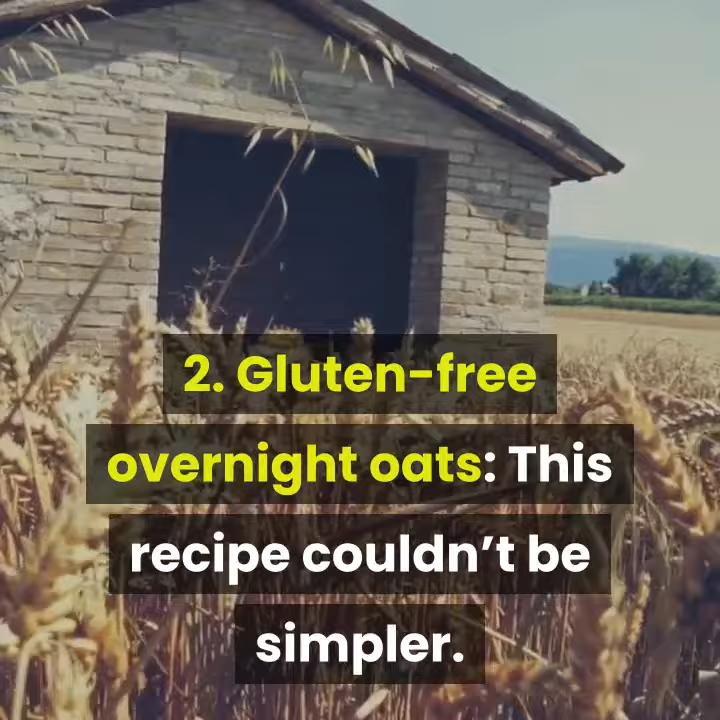 2. Gluten-free
overnight oats: This
recipe couldn’t be
simpler.